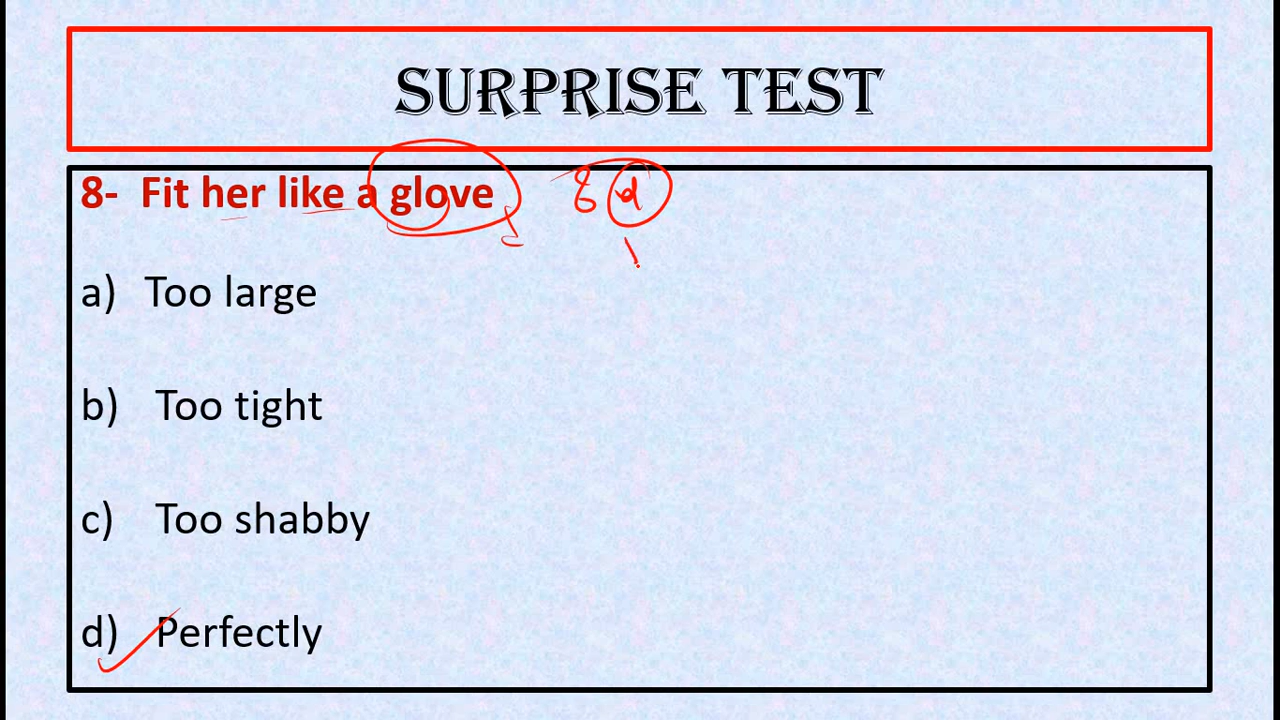 SURPRISE TEST
8- Fit her like a glove 8 d
a) Too large
b) Too tight
c) Too shabby
d) Perfectly